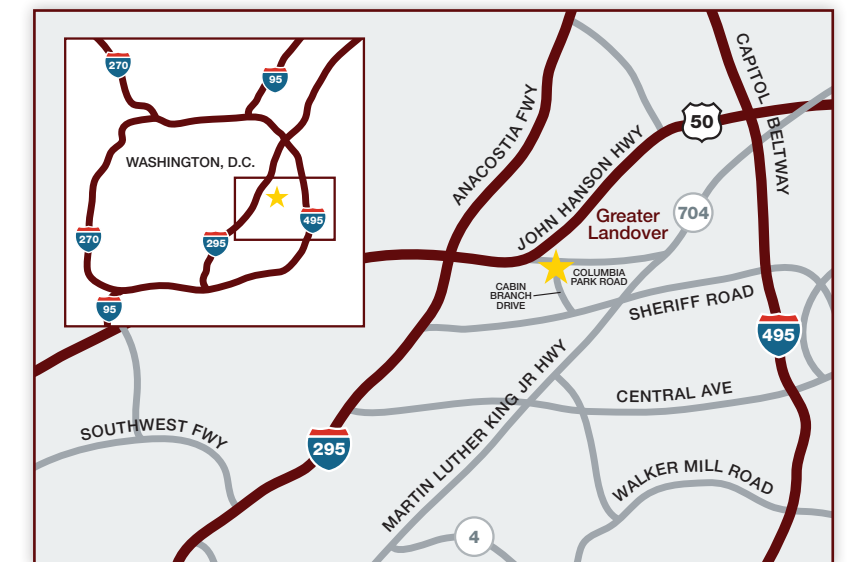 270
95
WASHINGTON, D.C.
270
295
495
95
ANACOSTIA FWY
CAPITOL BELTWAY
50
JOHN HANSON HWY
704
Greater
Landover
COLUMBIA
PARK ROAD
CABIN
BRANCH
DRIVE
SHERIFF ROAD
495
CENTRAL AVE
MARTIN LUTHER KING JR HWY
SOUTHWEST FWY
295
WALKER MILL ROAD
4